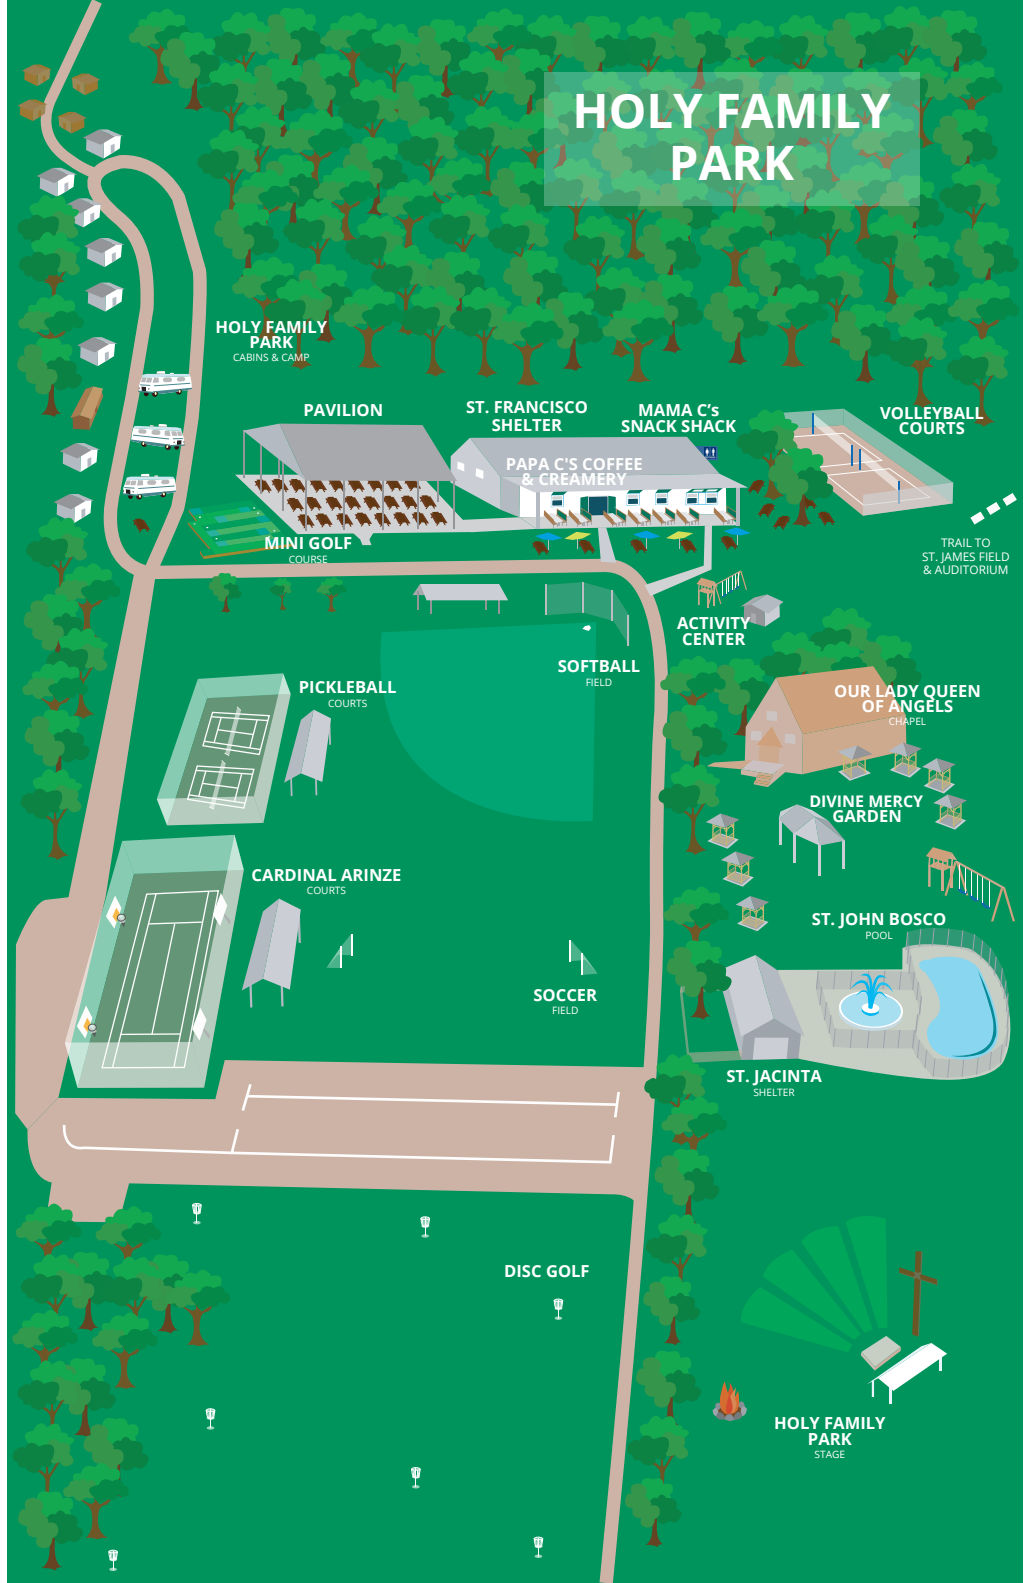 HOLY FAMILY
PARK
HOLY FAMILY
PARK
CABINS & CAMP
PAVILION
ST. FRANCISCO
SHELTER
MAMA C's
SNACK SHACK
VOLLEYBALL
COURTS
PAPA C'S COFFEE
& CREAMERY
MINI GOLF
COURSE
TRAIL TO
ST. JAMES FIELD
& AUDITORIUM
ACTIVITY
CENTER
SOFTBALL
FIELD
PICKLEBALL
COURTS
OUR LADY QUEEN
OF ANGELS
CHAPEL
DIVINE MERCY
GARDEN
CARDINAL ARINZE
COURTS
ST. JOHN BOSCO
POOL
SOCCER
FIELD
ST. JACINTA
SHELTER
DISC GOLF
HOLY FAMILY
PARK
STAGE